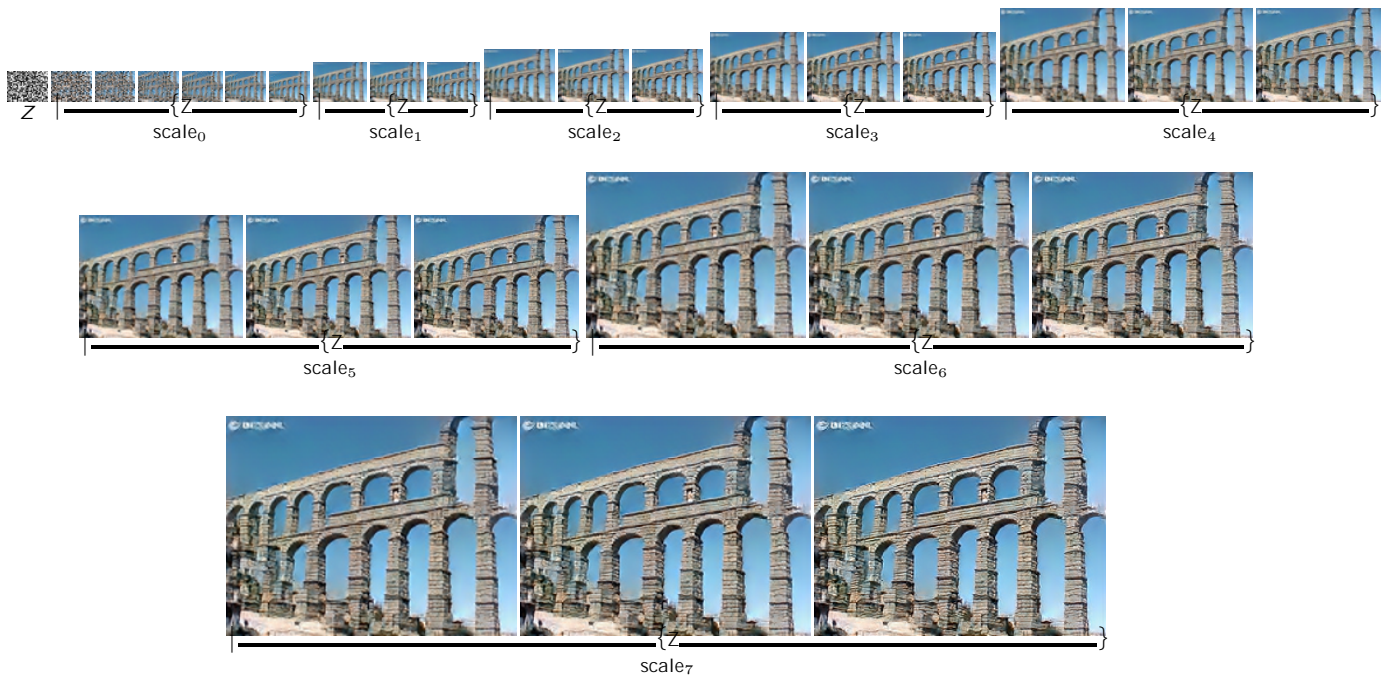 Z
{Z }
{Z }
{Z }
{Z }
{Z }
scale₀ scale₁ scale₂ scale₃ scale₄
{Z }
{Z }
scale₅ scale₆
{Z }
scale₇